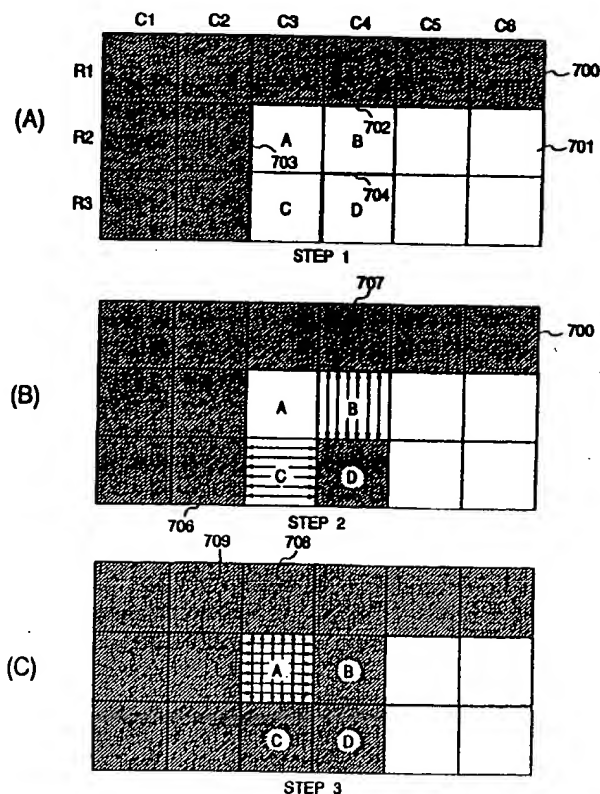 C1 C2 C3 C4 C5 C6
R1 700
(A)
702
R2 A B 701
703
704
R3 C D
STEP 1
707
700
(B)
A B
C D
706 STEP 2
709 708
(C)
A B
C D
STEP 3